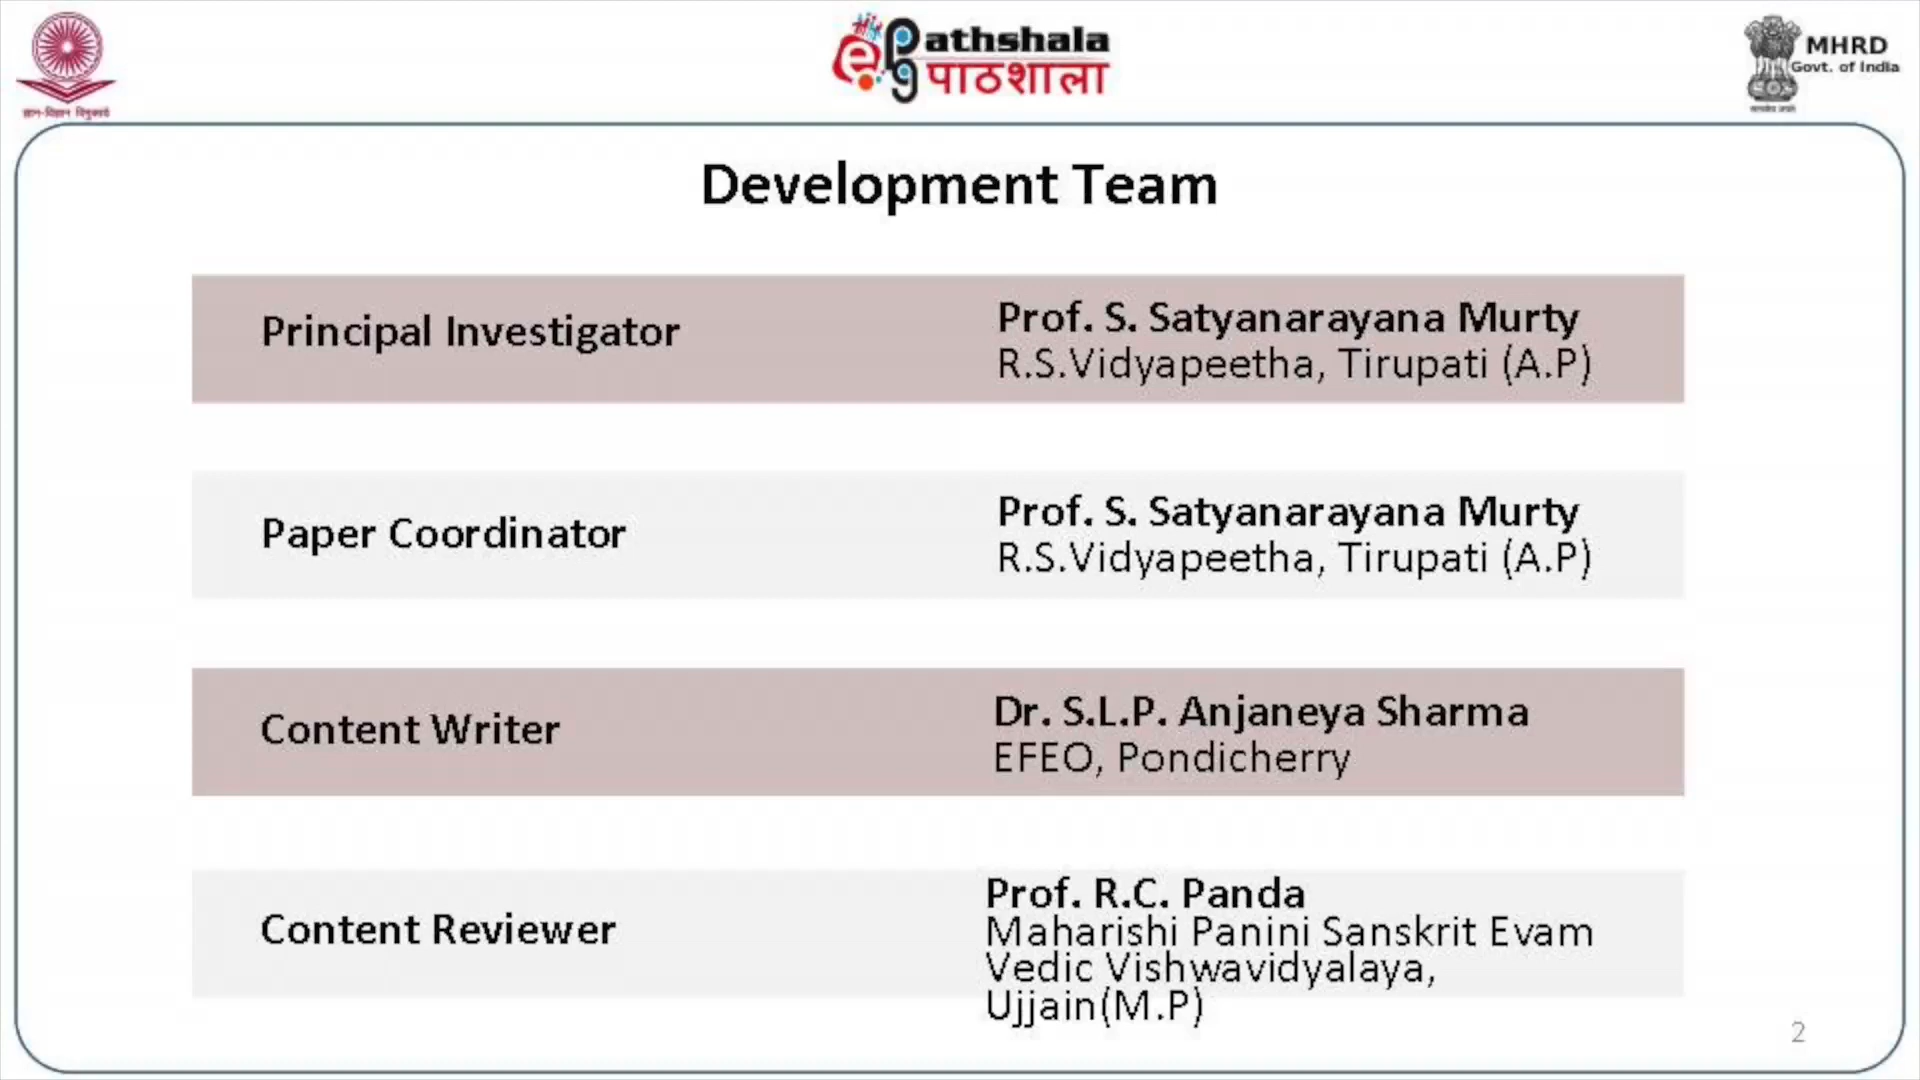 ePG Pathshala
पाठशाला
MHRD
Govt. of India
Development Team
Principal Investigator
Prof. S. Satyanarayana Murty
R.S.Vidyapeetha, Tirupati (A.P)
Paper Coordinator
Prof. S. Satyanarayana Murty
R.S.Vidyapeetha, Tirupati (A.P)
Content Writer
Dr. S.L.P. Anjaneya Sharma
EFEO, Pondicherry
Content Reviewer
Prof. R.C. Panda
Maharishi Panini Sanskrit Evam
Vedic Vishwavidyalaya,
Ujjain(M.P)
2